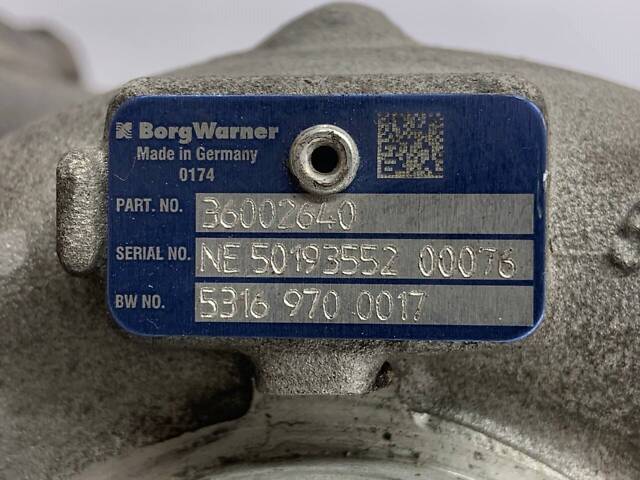 BorgWarner
Made in Germany
0174
PART. NO. 36002640
SERIAL NO. NE 50193552 00076
BW NO. 5316 970 0017